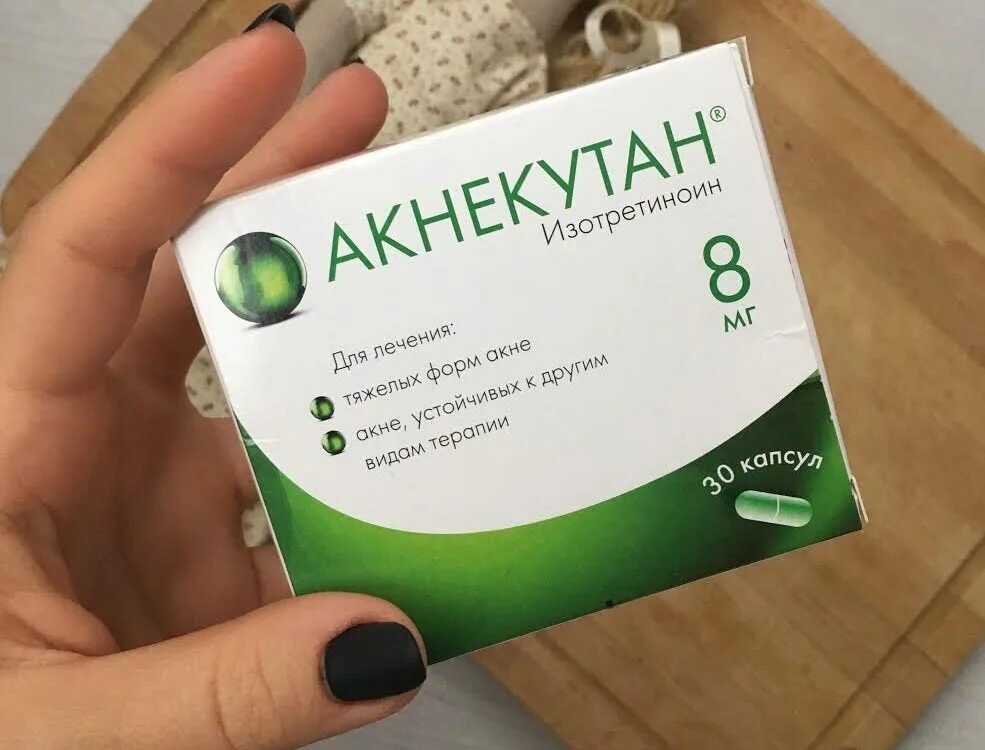 АКНЕКУТАН®
Изотретиноин
8
мг
Для лечения:
тяжелых форм акне
акне, устойчивых к другим
видам терапии
30 капсул